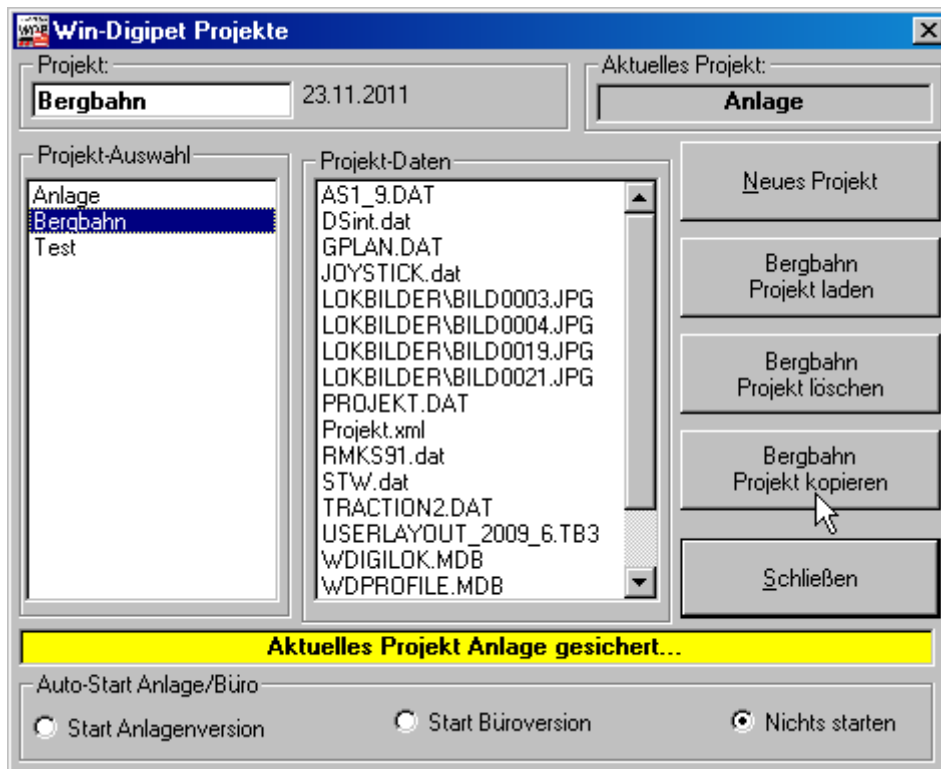 WDP
Win-Digipet Projekte
Projekt:
Bergbahn
23.11.2011
Aktuelles Projekt:
Anlage
Projekt-Auswahl
Anlage
Bergbahn
Test
Projekt-Daten
AS1_9.DAT
DSint.dat
GPLAN.DAT
JOYSTICK.dat
LOKBILDER\BILD0003.JPG
LOKBILDER\BILD0004.JPG
LOKBILDER\BILD0019.JPG
LOKBILDER\BILD0021.JPG
PROJEKT.DAT
Projekt.xml
RMKS91.dat
STW.dat
TRACTION2.DAT
USERLAYOUT_2009_6.TB3
WDIGILOK.MDB
WDPROFILE.MDB
Neues Projekt
Bergbahn
Projekt laden
Bergbahn
Projekt löschen
Bergbahn
Projekt kopieren
Schließen
Aktuelles Projekt Anlage gesichert...
Auto-Start Anlage/Büro
Start Anlagenversion
Start Büroversion
Nichts starten